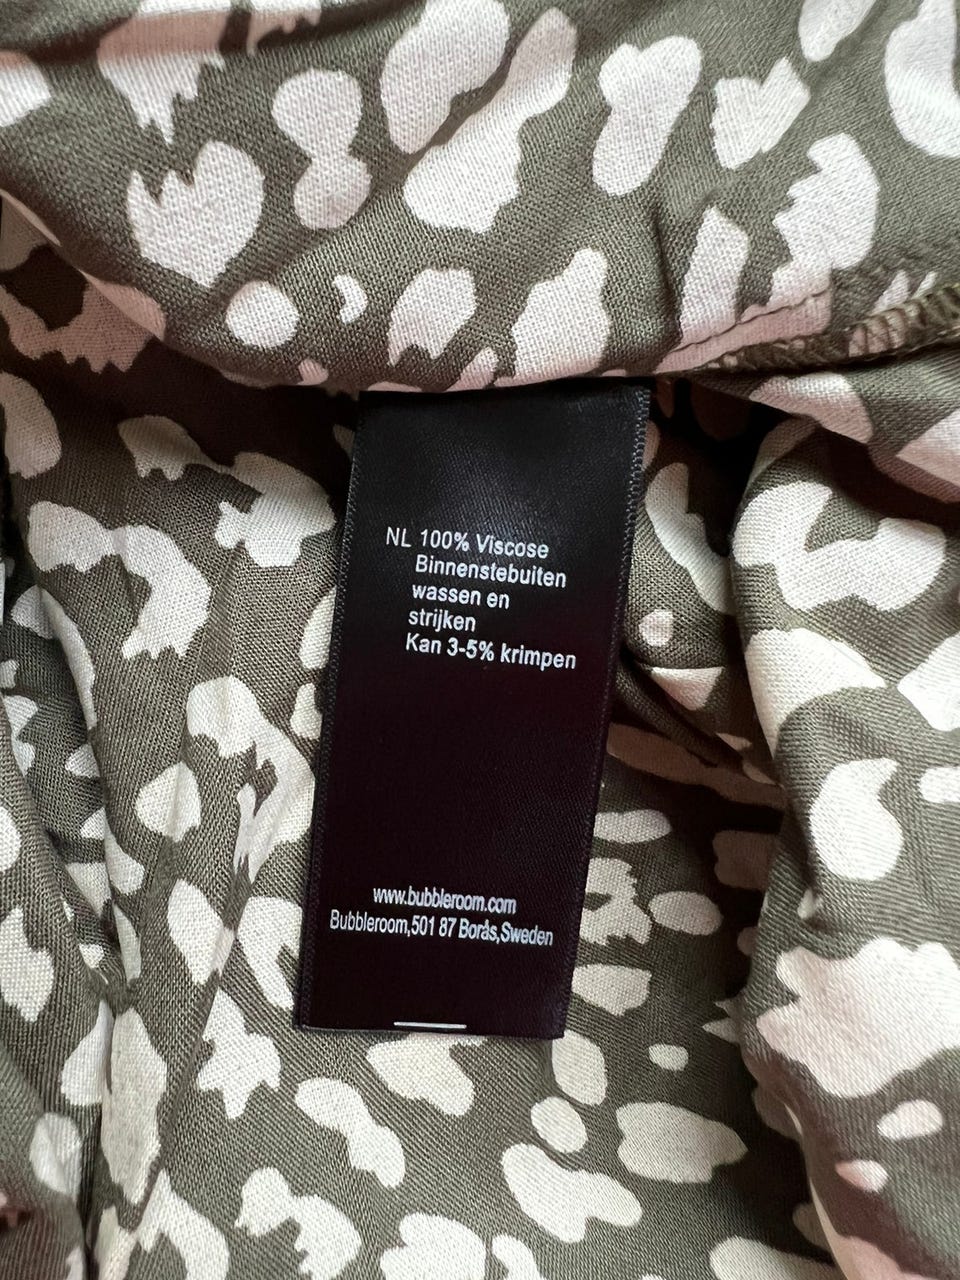 NL 100% Viscose
Binnenstebuiten
wassen en
strijken
Kan 3-5% krimpen
www.bubbleroom.com
Bubbleroom,501 87 Borås,Sweden